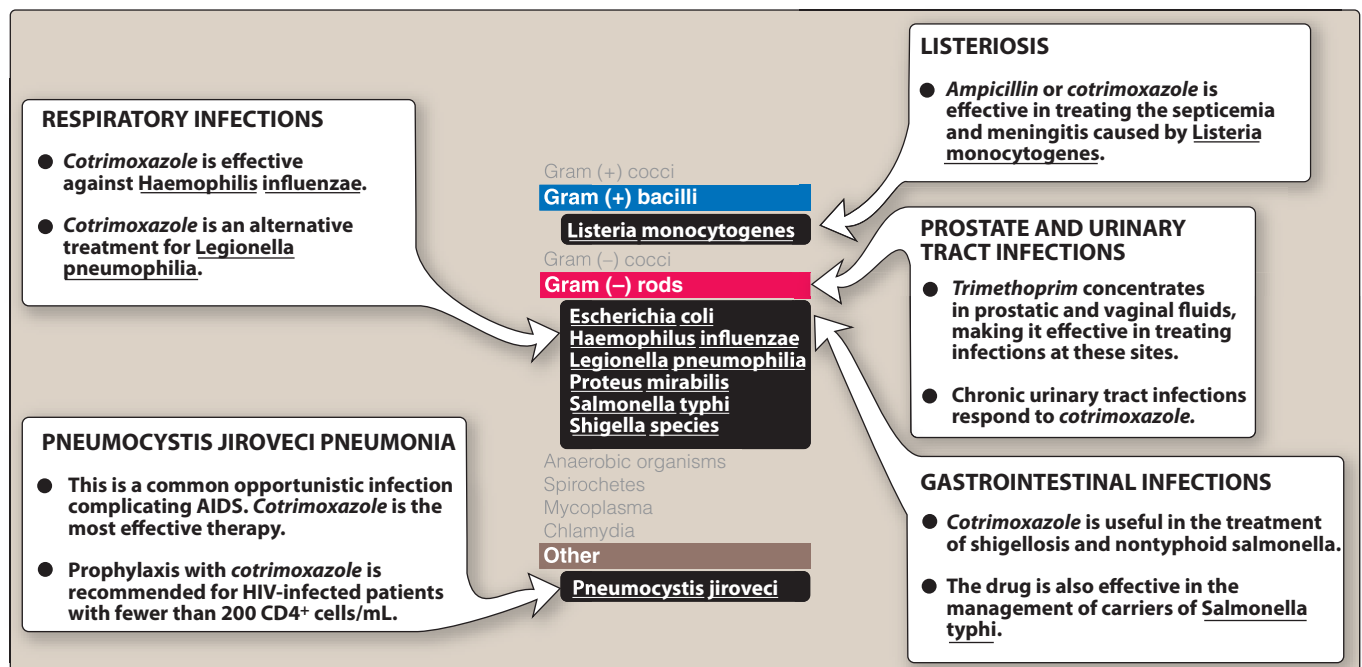 RESPIRATORY INFECTIONS
● Cotrimoxazole is effective
against Haemophilis influenzae.
● Cotrimoxazole is an alternative
treatment for Legionella
pneumophilia.
PNEUMOCYSTIS JIROVECI PNEUMONIA
● This is a common opportunistic infection
complicating AIDS. Cotrimoxazole is the
most effective therapy.
● Prophylaxis with cotrimoxazole is
recommended for HIV-infected patients
with fewer than 200 CD4⁺ cells/mL.
Gram (+) cocci
Gram (+) bacilli
Listeria monocytogenes
Gram (–) cocci
Gram (–) rods
Escherichia coli
Haemophilus influenzae
Legionella pneumophilia
Proteus mirabilis
Salmonella typhi
Shigella species
Anaerobic organisms
Spirochetes
Mycoplasma
Chlamydia
Other
Pneumocystis jiroveci
LISTERIOSIS
● Ampicillin or cotrimoxazole is
effective in treating the septicemia
and meningitis caused by Listeria
monocytogenes.
PROSTATE AND URINARY
TRACT INFECTIONS
● Trimethoprim concentrates
in prostatic and vaginal fluids,
making it effective in treating
infections at these sites.
● Chronic urinary tract infections
respond to cotrimoxazole.
GASTROINTESTINAL INFECTIONS
● Cotrimoxazole is useful in the treatment
of shigellosis and nontyphoid salmonella.
● The drug is also effective in the
management of carriers of Salmonella
typhi.